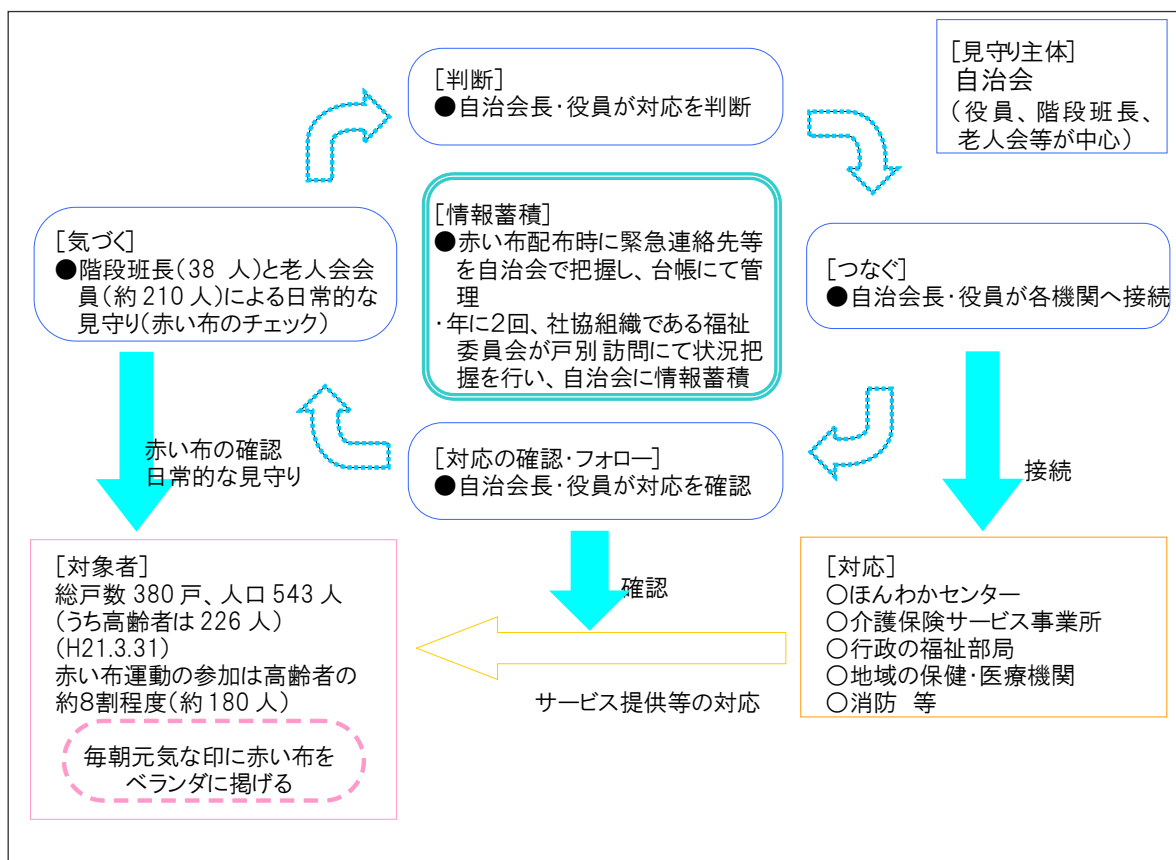 [判断]
●自治会長・役員が対応を判断
[見守り主体]
自治会
(役員、階段班長、
老人会等が中心)
[気づく]
●階段班長(38 人)と老人会会
員(約210人)による日常的な
見守り(赤い布のチェック)
[情報蓄積]
●赤い布配布時に緊急連絡先等
を自治会で把握し、台帳にて管
理
・年に2回、社協組織である福祉
委員会が戸別訪問にて状況把
握を行い、自治会に情報蓄積
[つなぐ]
●自治会長・役員が各機関へ接続
赤い布の確認
日常的な見守り
[対応の確認・フォロー]
●自治会長・役員が対応を確認
接続
[対象者]
総戸数 380 戸、人口 543 人
(うち高齢者は 226 人)
(H21.3.31)
赤い布運動の参加は高齢者の
約8割程度(約 180 人)
毎朝元気な印に赤い布を
ベランダに掲げる
確認
サービス提供等の対応
[対応]
○ほんわかセンター
○介護保険サービス事業所
○行政の福祉部局
○地域の保健・医療機関
○消防 等